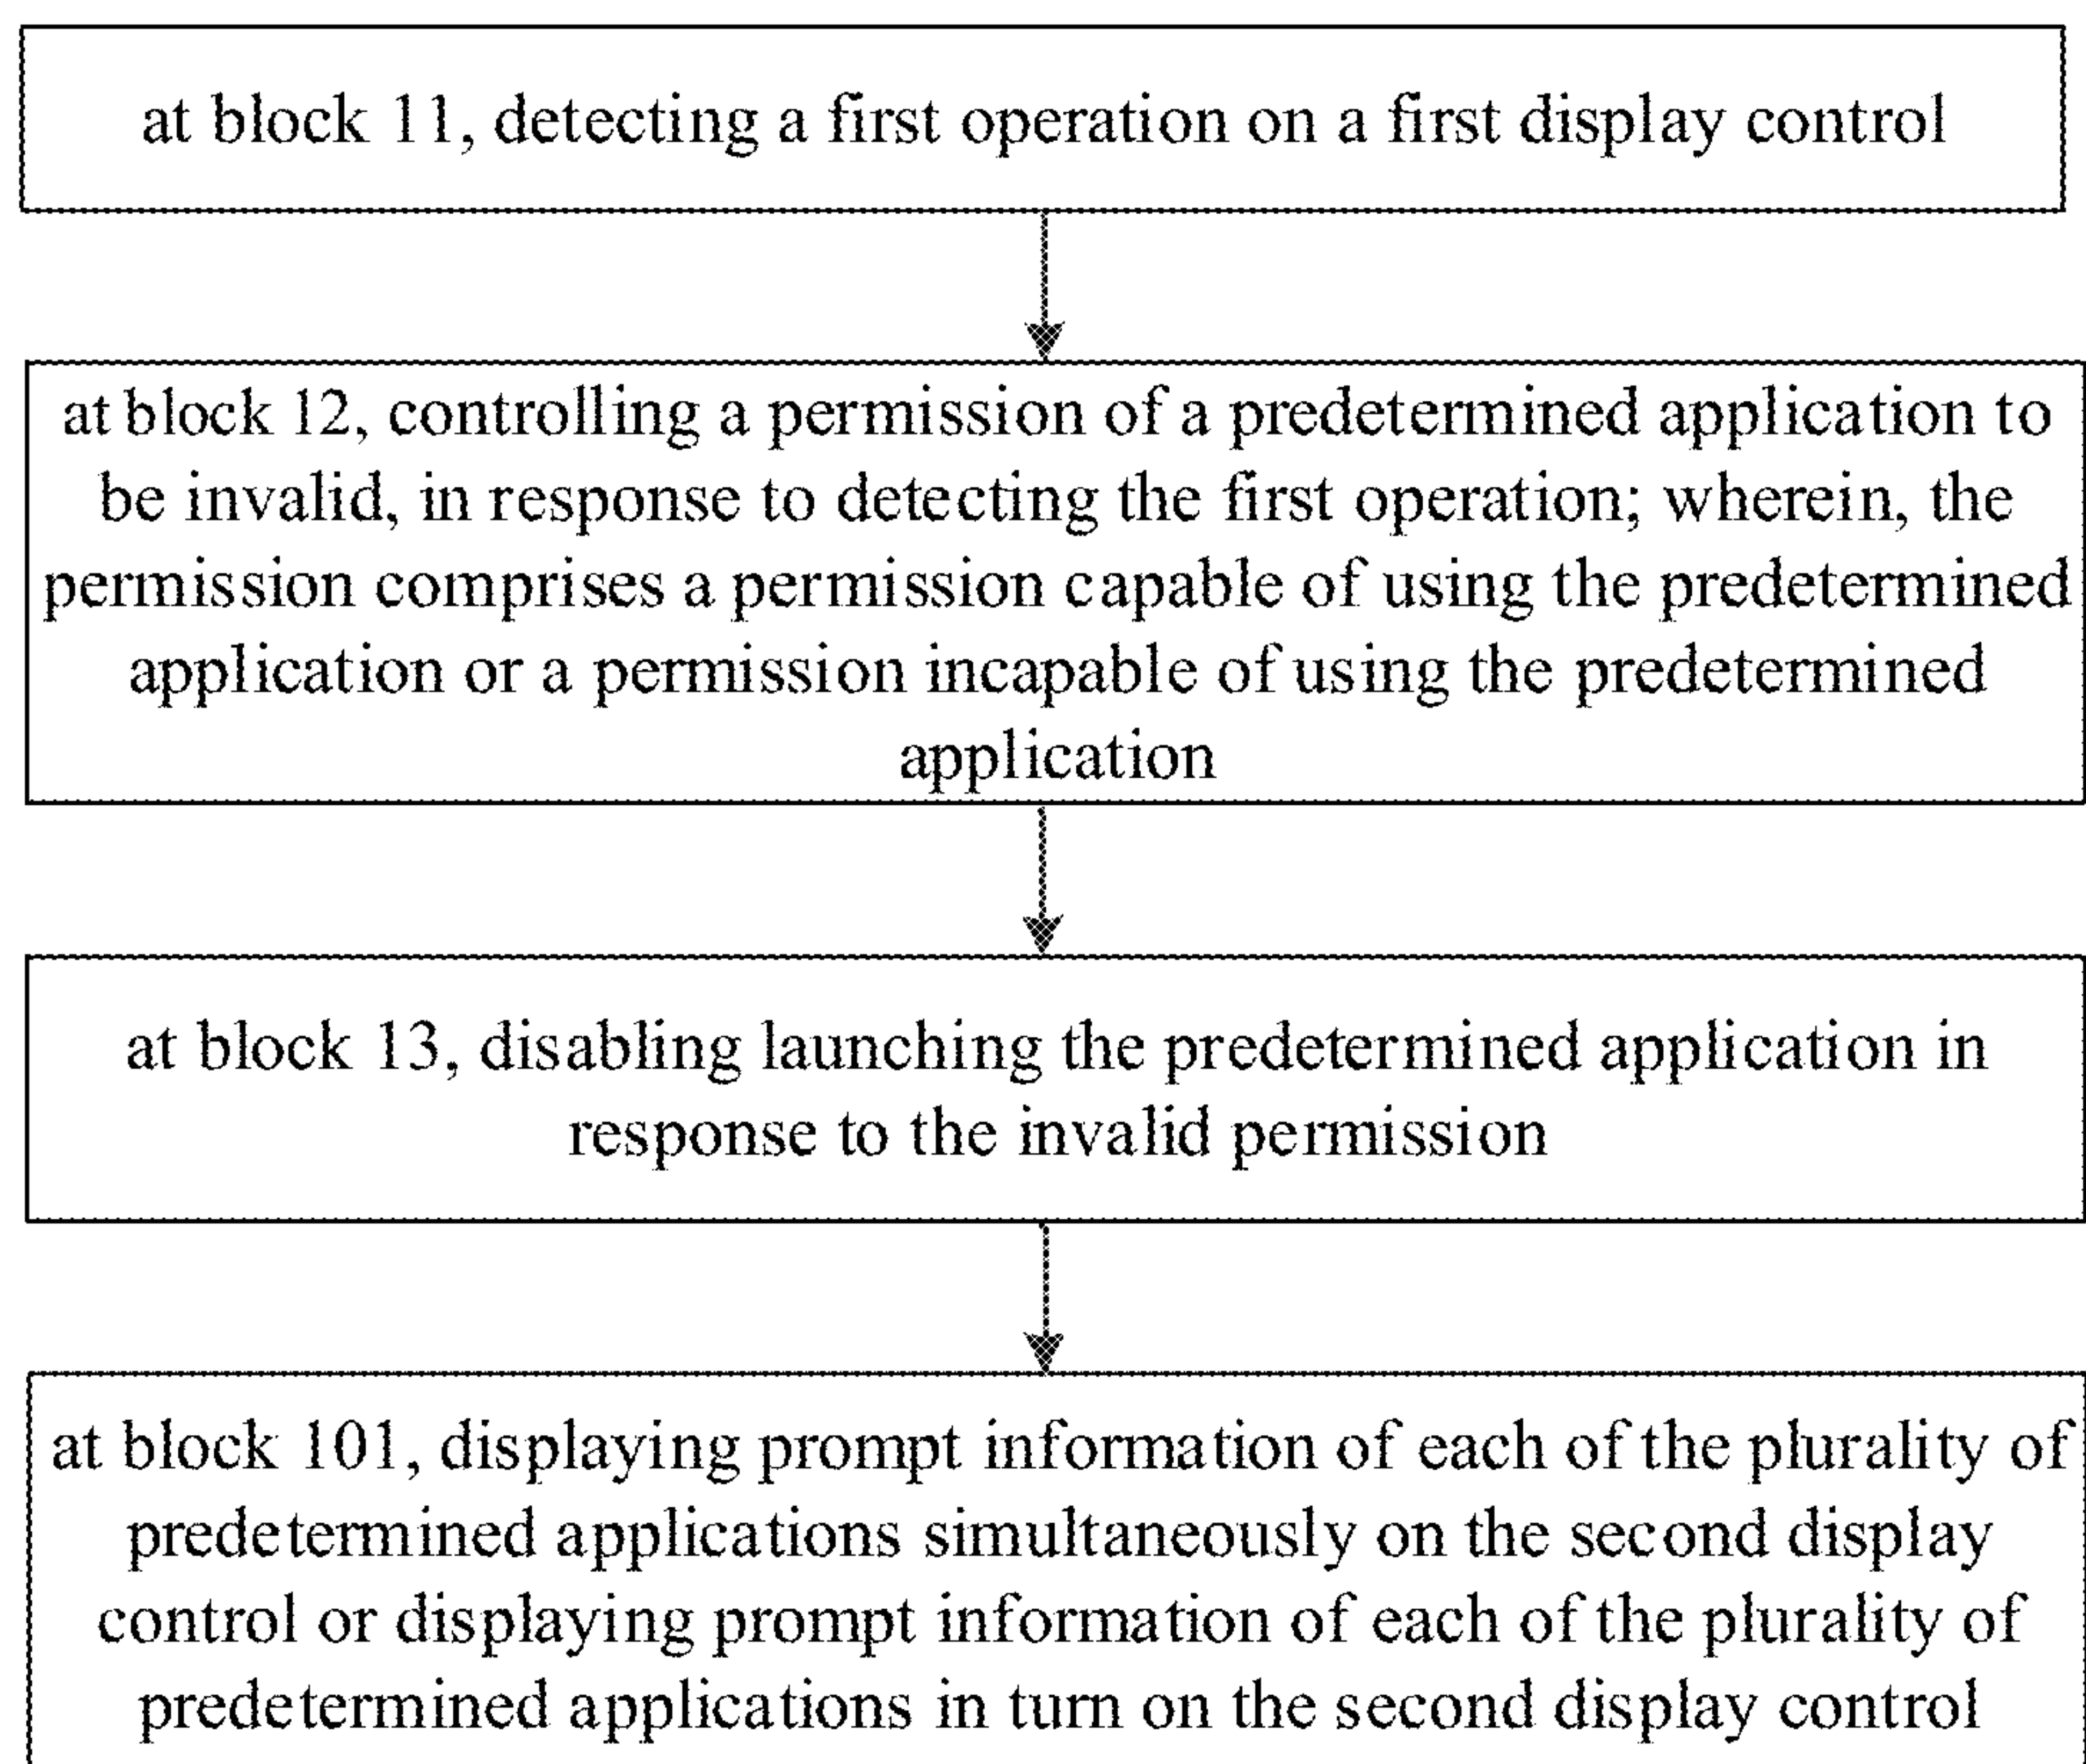 at block 11, detecting a first operation on a first display control
at block 12, controlling a permission of a predetermined application to
be invalid, in response to detecting the first operation; wherein, the
permission comprises a permission capable of using the predetermined
application or a permission incapable of using the predetermined
application
at block 13, disabling launching the predetermined application in
response to the invalid permission
at block 101, displaying prompt information of each of the plurality of
predetermined applications simultaneously on the second display
control or displaying prompt information of each of the plurality of
predetermined applications in turn on the second display control